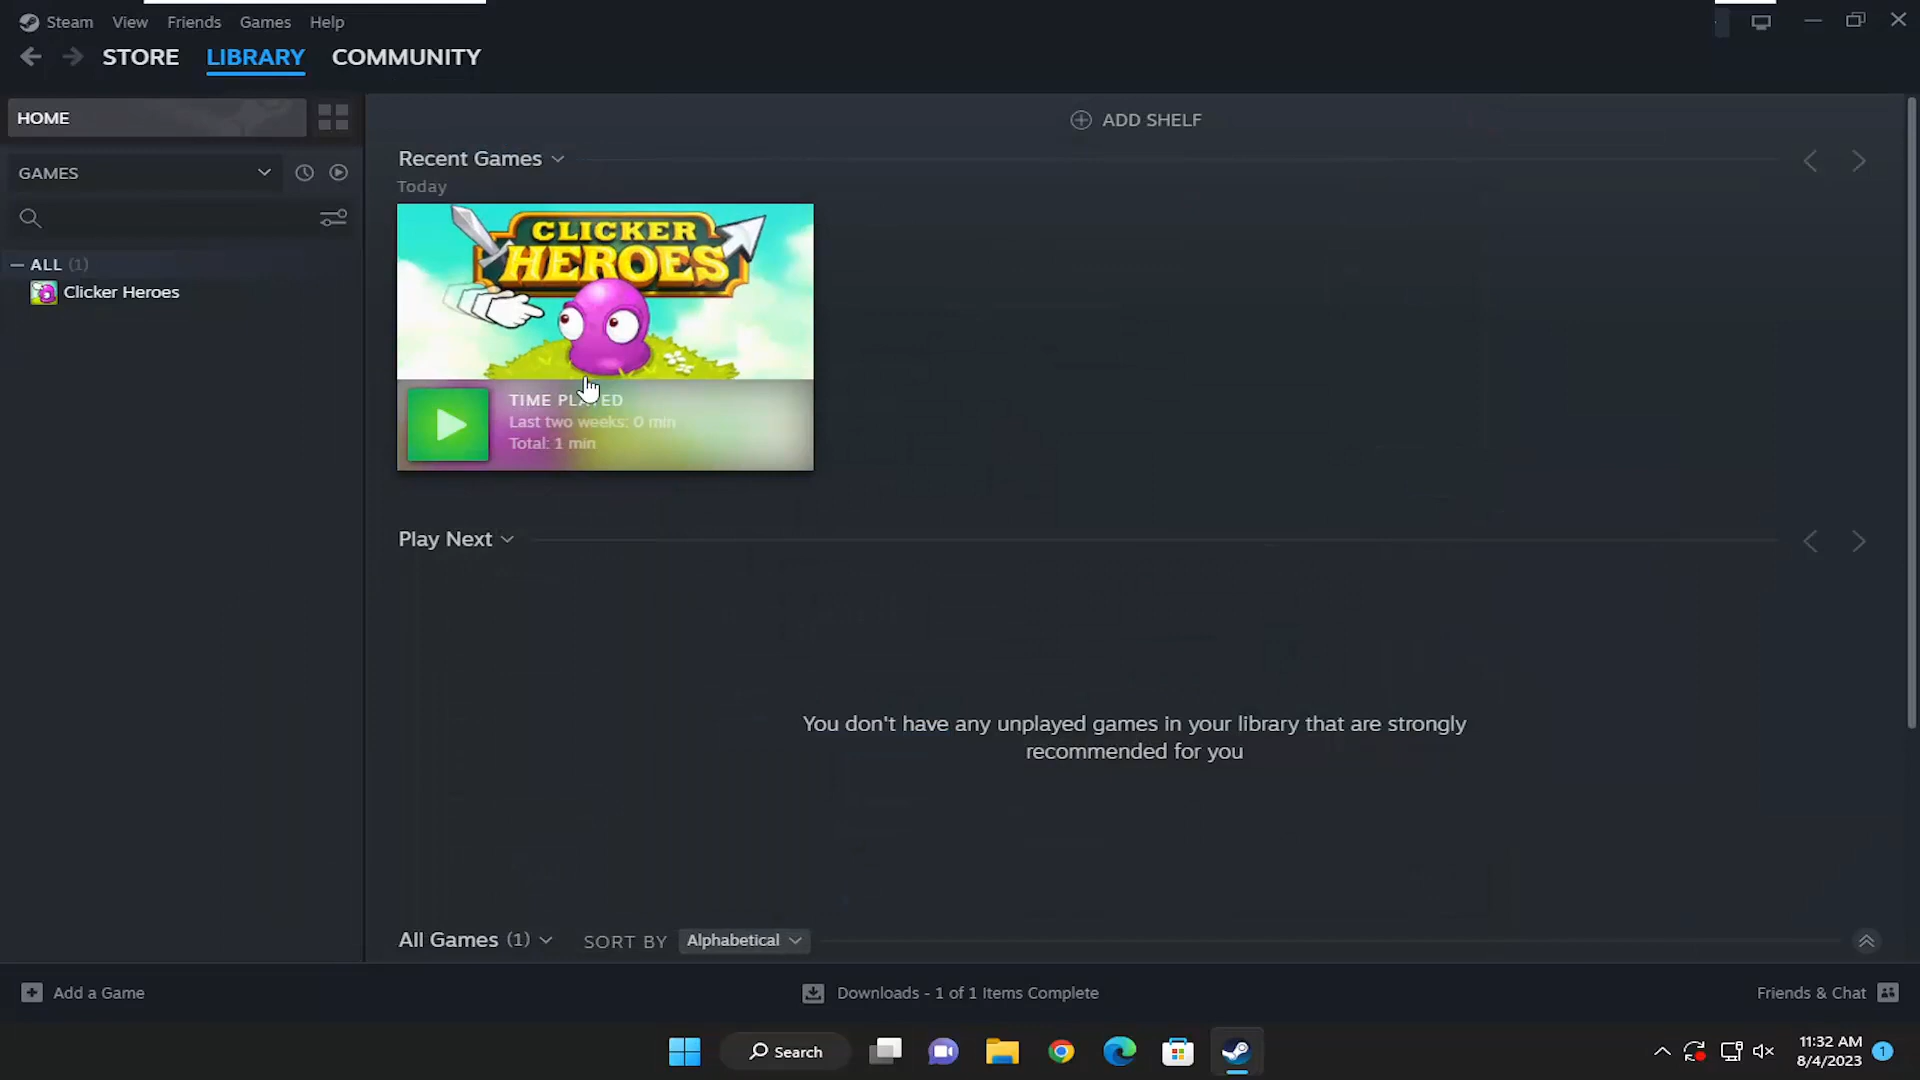 Steam View Friends Games Help
STORE LIBRARY COMMUNITY
HOME
ADD SHELF
GAMES
Recent Games
Today
ALL (1)
Clicker Heroes
CLICKER
HEROES
TIME PLAYED
Last two weeks: 0 min
Total: 1 min
Play Next
You don't have any unplayed games in your library that are strongly
recommended for you
All Games (1) SORT BY Alphabetical
Add a Game
Downloads - 1 of 1 Items Complete
Friends & Chat
Search
11:32 AM
8/4/2023
1